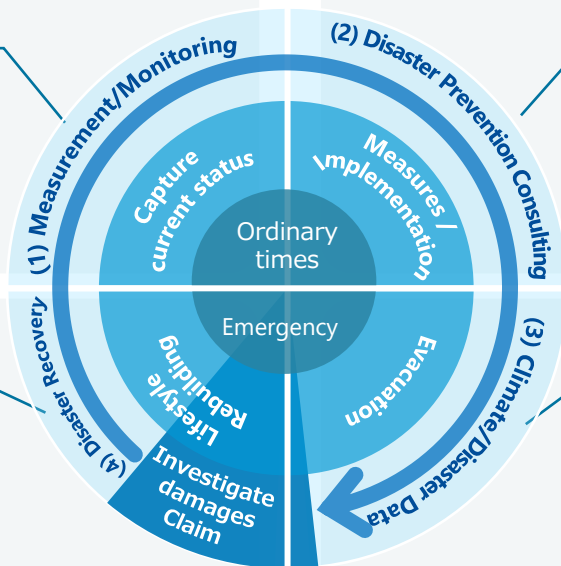 (1) Measurement/Monitoring
(2) Disaster Prevention Consulting
Capture
current status
Measures /
Implementation
Ordinary
times
Emergency
Evacuation
(3) Climate/Disaster Data
Lifestyle
Rebuilding
(4) Disaster Recovery
Investigate
damages
Claim